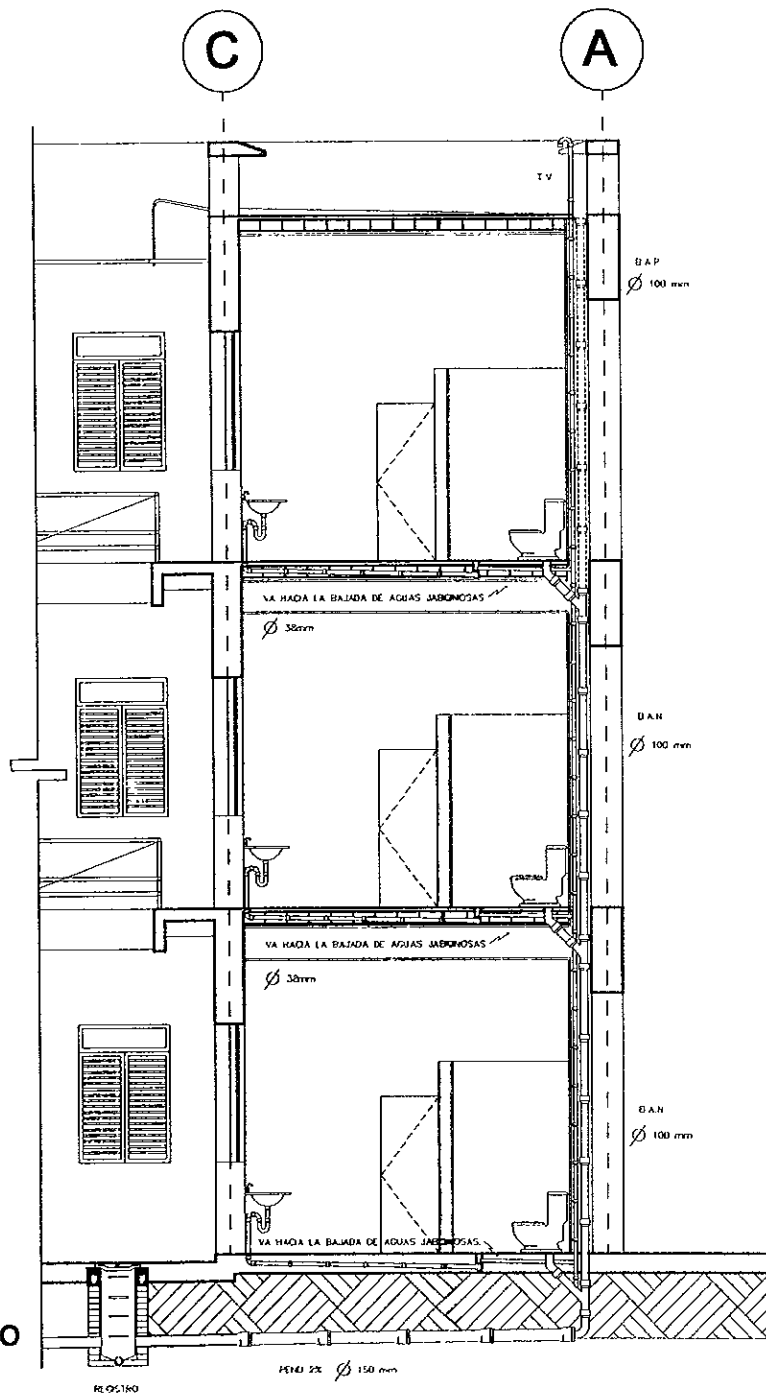 C
A
T V
B A P
Ø 100 mm
VA HACIA LA BAJADA DE AGUAS JABONOSAS
Ø 38mm
B A N
Ø 100 mm
VA HACIA LA BAJADA DE AGUAS JABONOSAS
Ø 38mm
B A N
Ø 100 mm
VA HACIA LA BAJADA DE AGUAS JABONOSAS
O
PEND 2% Ø 150 mm
REGISTRO